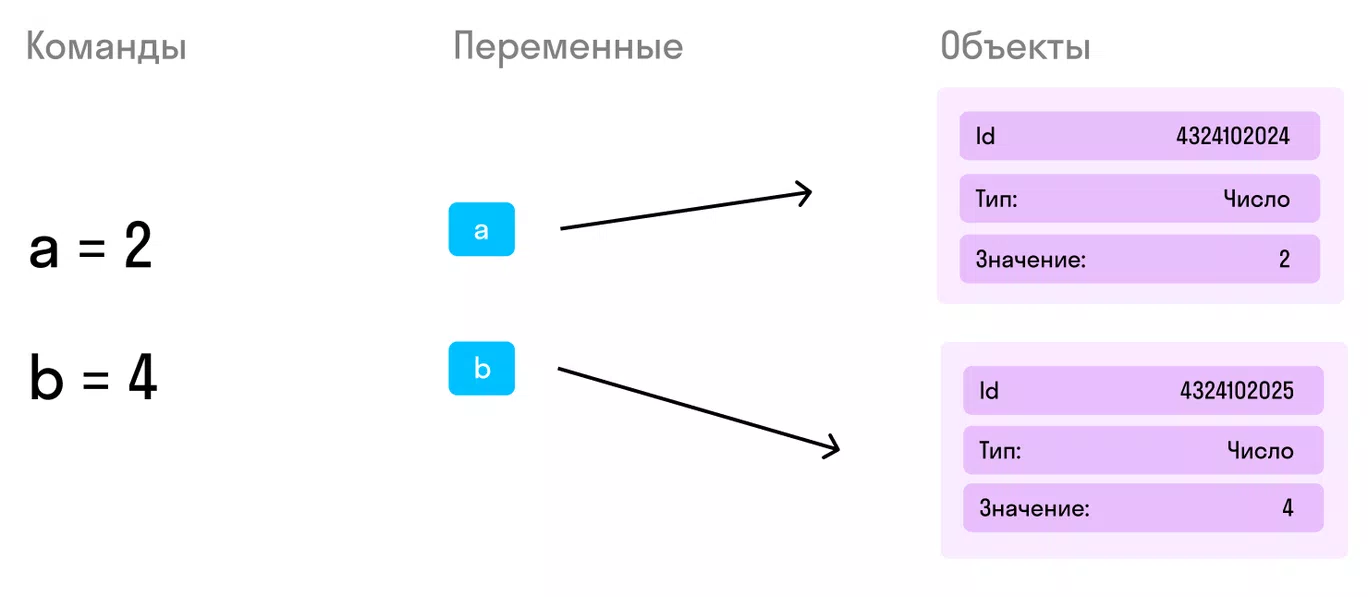 Команды
Переменные
Объекты
a = 2
b = 4
a
b
Id 4324102024
Тип: Число
Значение: 2
Id 4324102025
Тип: Число
Значение: 4